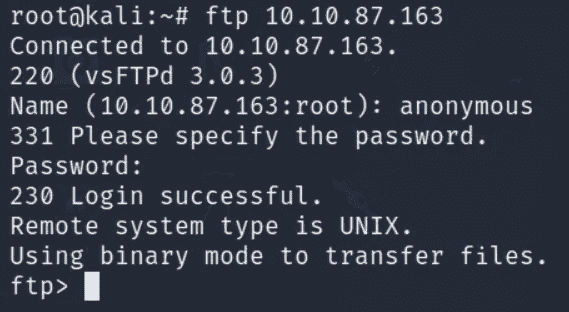 root@kali:~# ftp 10.10.87.163
Connected to 10.10.87.163.
220 (vsFTPd 3.0.3)
Name (10.10.87.163:root): anonymous
331 Please specify the password.
Password:
230 Login successful.
Remote system type is UNIX.
Using binary mode to transfer files.
ftp>